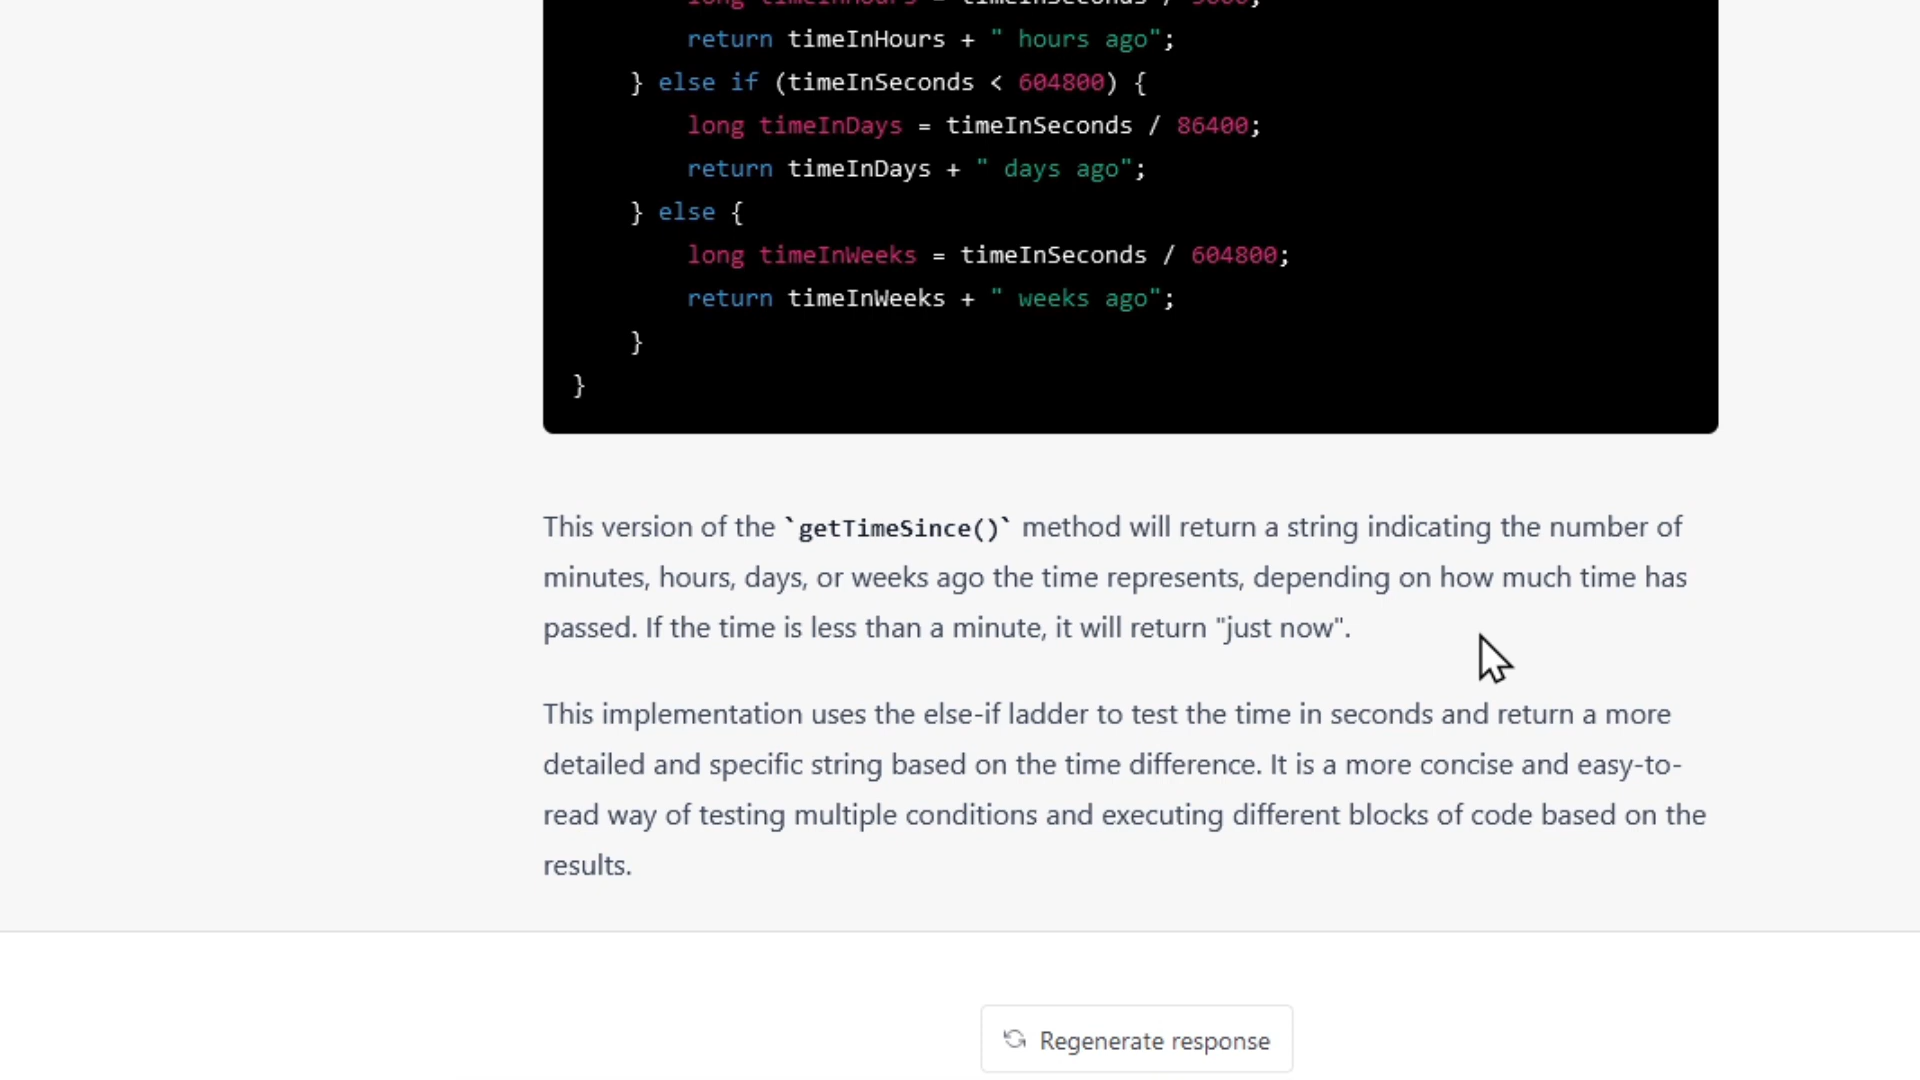 long timeInHours = timeInSeconds / 3600;
return timeInHours + " hours ago";
} else if (timeInSeconds < 604800) {
long timeInDays = timeInSeconds / 86400;
return timeInDays + " days ago";
} else {
long timeInWeeks = timeInSeconds / 604800;
return timeInWeeks + " weeks ago";
}
}
This version of the `getTimeSince()` method will return a string indicating the number of
minutes, hours, days, or weeks ago the time represents, depending on how much time has
passed. If the time is less than a minute, it will return "just now".
This implementation uses the else-if ladder to test the time in seconds and return a more
detailed and specific string based on the time difference. It is a more concise and easy-to-
read way of testing multiple conditions and executing different blocks of code based on the
results.
Regenerate response